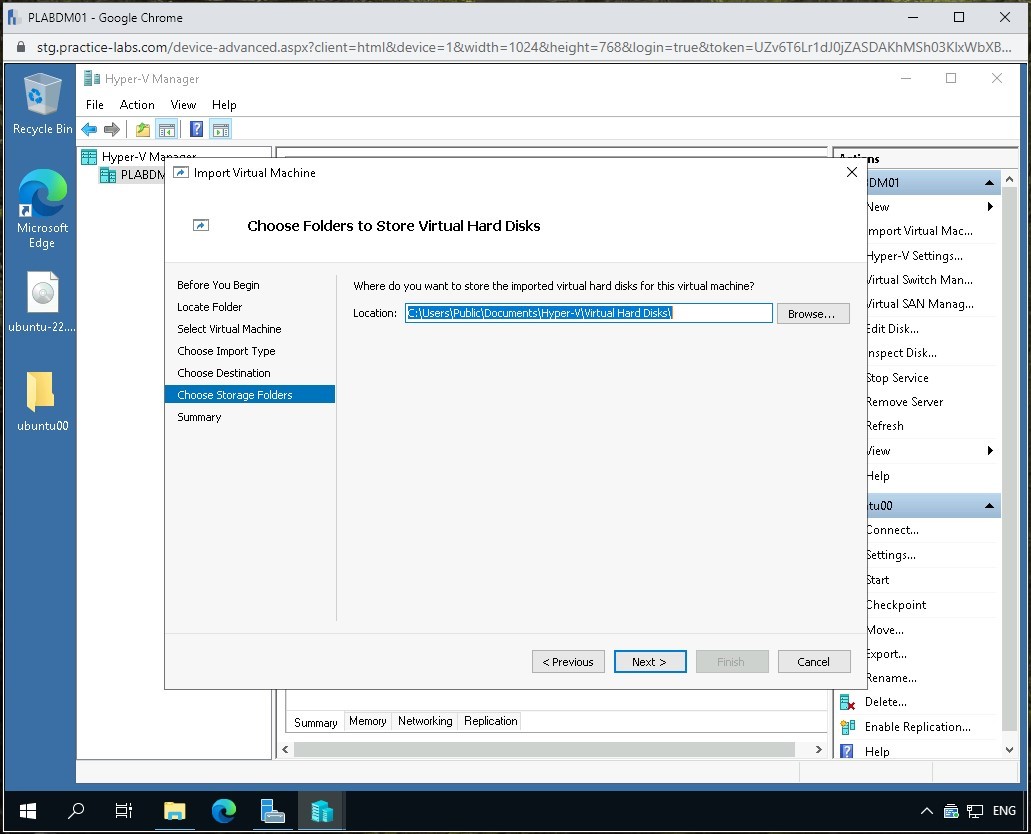 PLABDM01 - Google Chrome
stg.practice-labs.com/device-advanced.aspx?client=html&device=1&width=1024&height=768&login=true&token=UZv6T6Lr1dJ0jZASDAKhMSh03KlxWbXB...
Recycle Bin
Microsoft
Edge
ubuntu-22....
ubuntu00
Hyper-V Manager
File Action View Help
Hyper-V Manager
PLABDM
Import Virtual Machine
Choose Folders to Store Virtual Hard Disks
Before You Begin
Locate Folder
Select Virtual Machine
Choose Import Type
Choose Destination
Choose Storage Folders
Summary
Where do you want to store the imported virtual hard disks for this virtual machine?
Location: C:\Users\Public\Documents\Hyper-V\Virtual Hard Disks\ Browse...
< Previous Next > Finish Cancel
Summary Memory Networking Replication
Actions
DM01
New
mport Virtual Mac...
Hyper-V Settings...
Virtual Switch Man...
Virtual SAN Manag...
Edit Disk...
nspect Disk...
Stop Service
Remove Server
Refresh
View
Help
tu00
Connect...
Settings...
Start
Checkpoint
Move...
Export...
Rename...
Delete...
Enable Replication...
Help
ENG